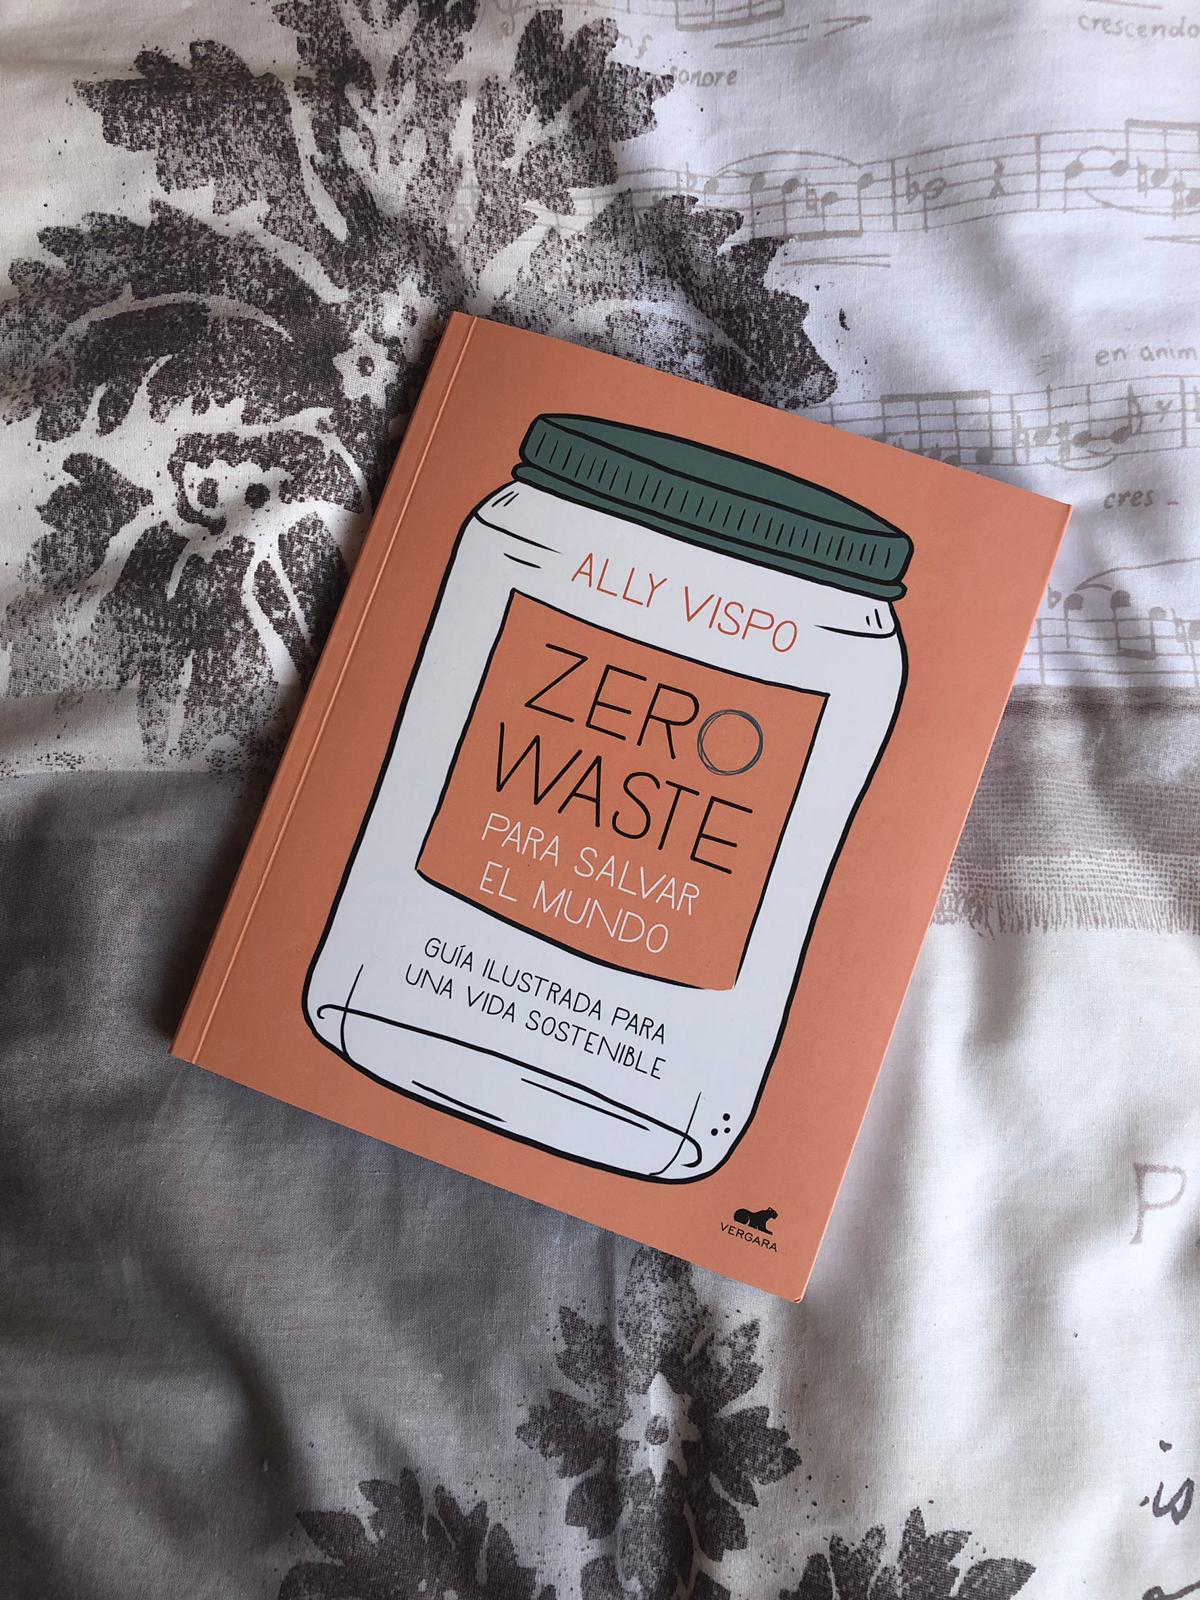 crescendo
sonore
en anim
cres -
ALLY VISPO
ZERO
WASTE
PARA SALVAR
EL MUNDO
GUÍA ILUSTRADA PARA
UNA VIDA SOSTENIBLE
VERGARA
P
is